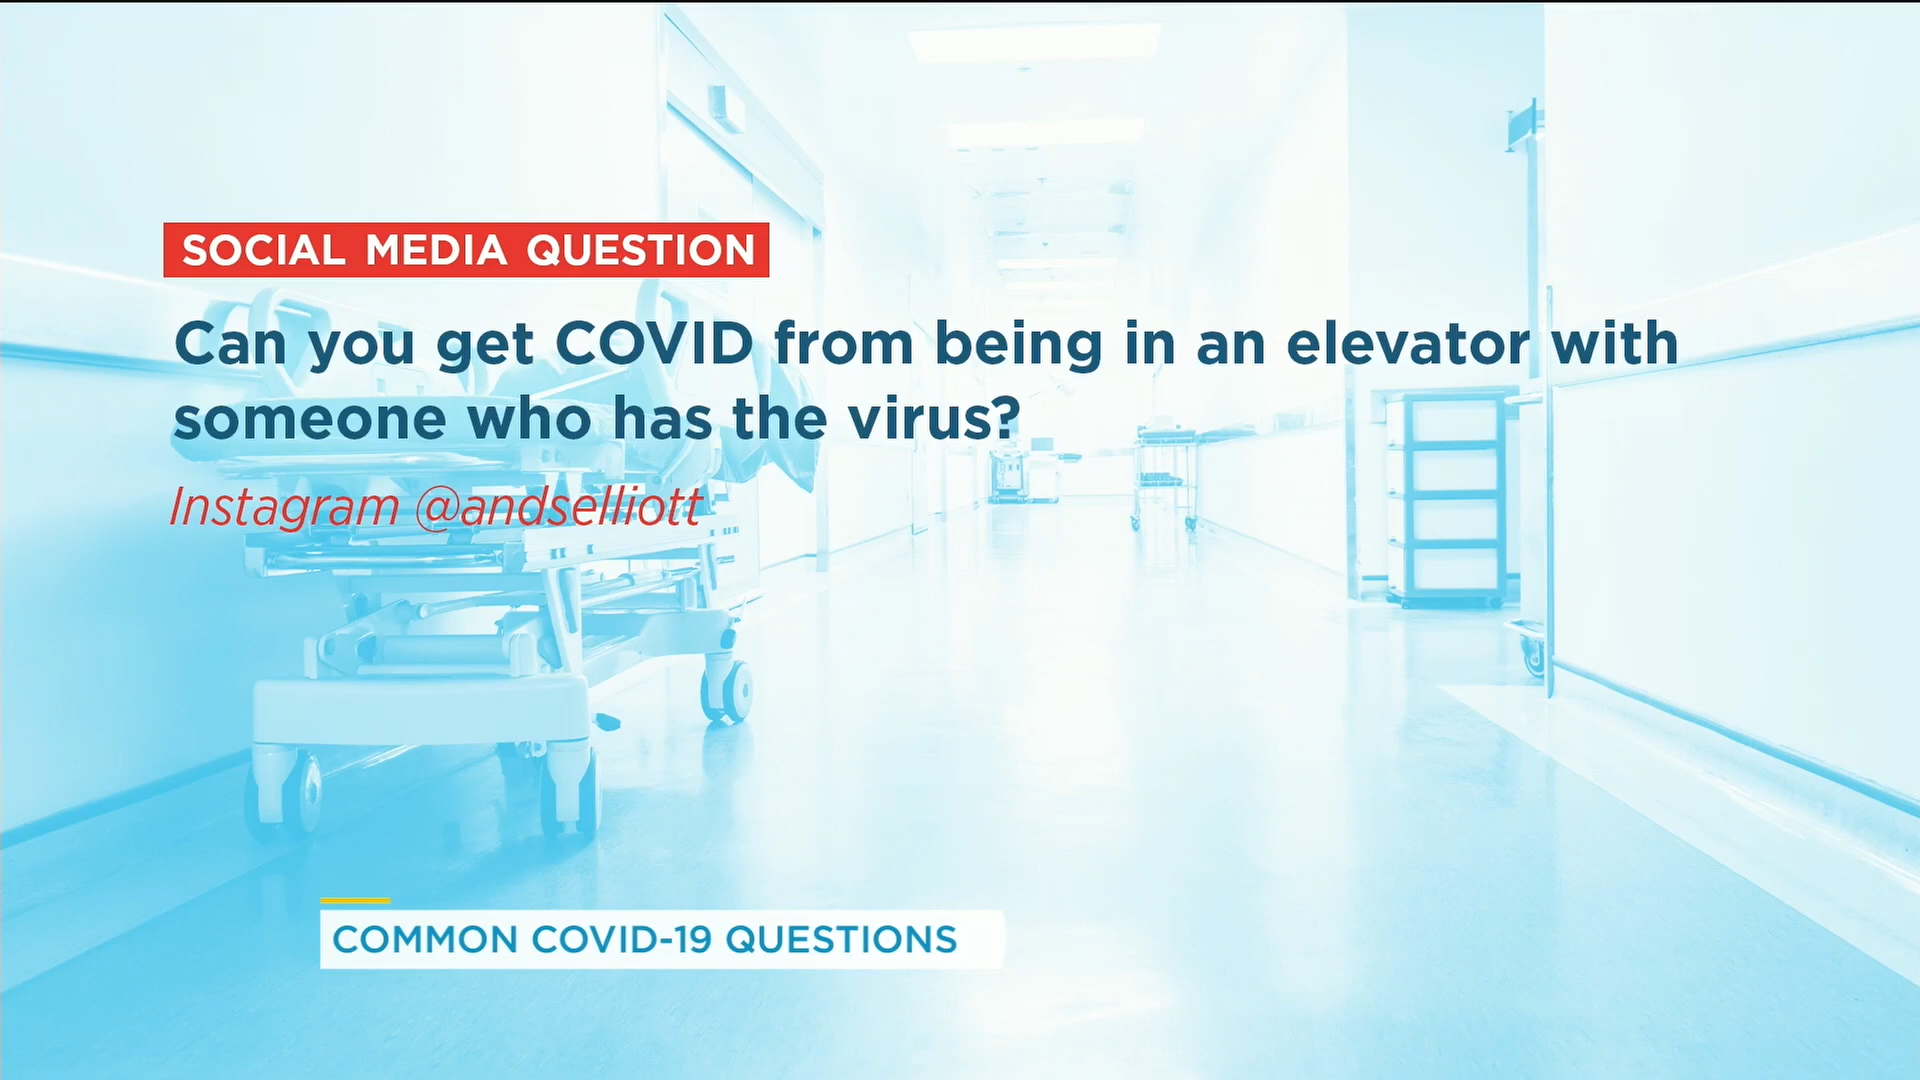 SOCIAL MEDIA QUESTION
Can you get COVID from being in an elevator with
someone who has the virus?
Instagram @andselliott
COMMON COVID-19 QUESTIONS